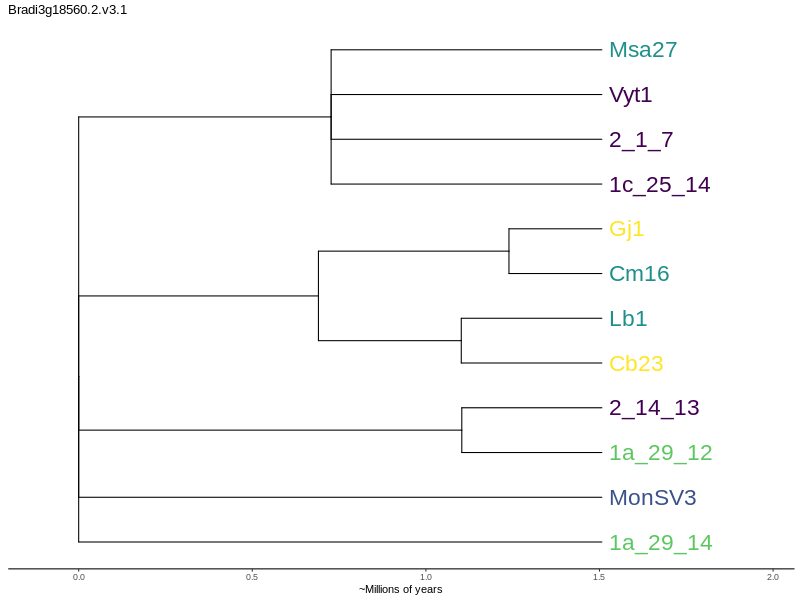 Bradi3g18560.2.v3.1
Msa27
Vyt1
2_1_7
1c_25_14
Gj1
Cm16
Lb1
Cb23
2_14_13
1a_29_12
MonSV3
1a_29_14
0.0 0.5 1.0 1.5 2.0
~Millions of years